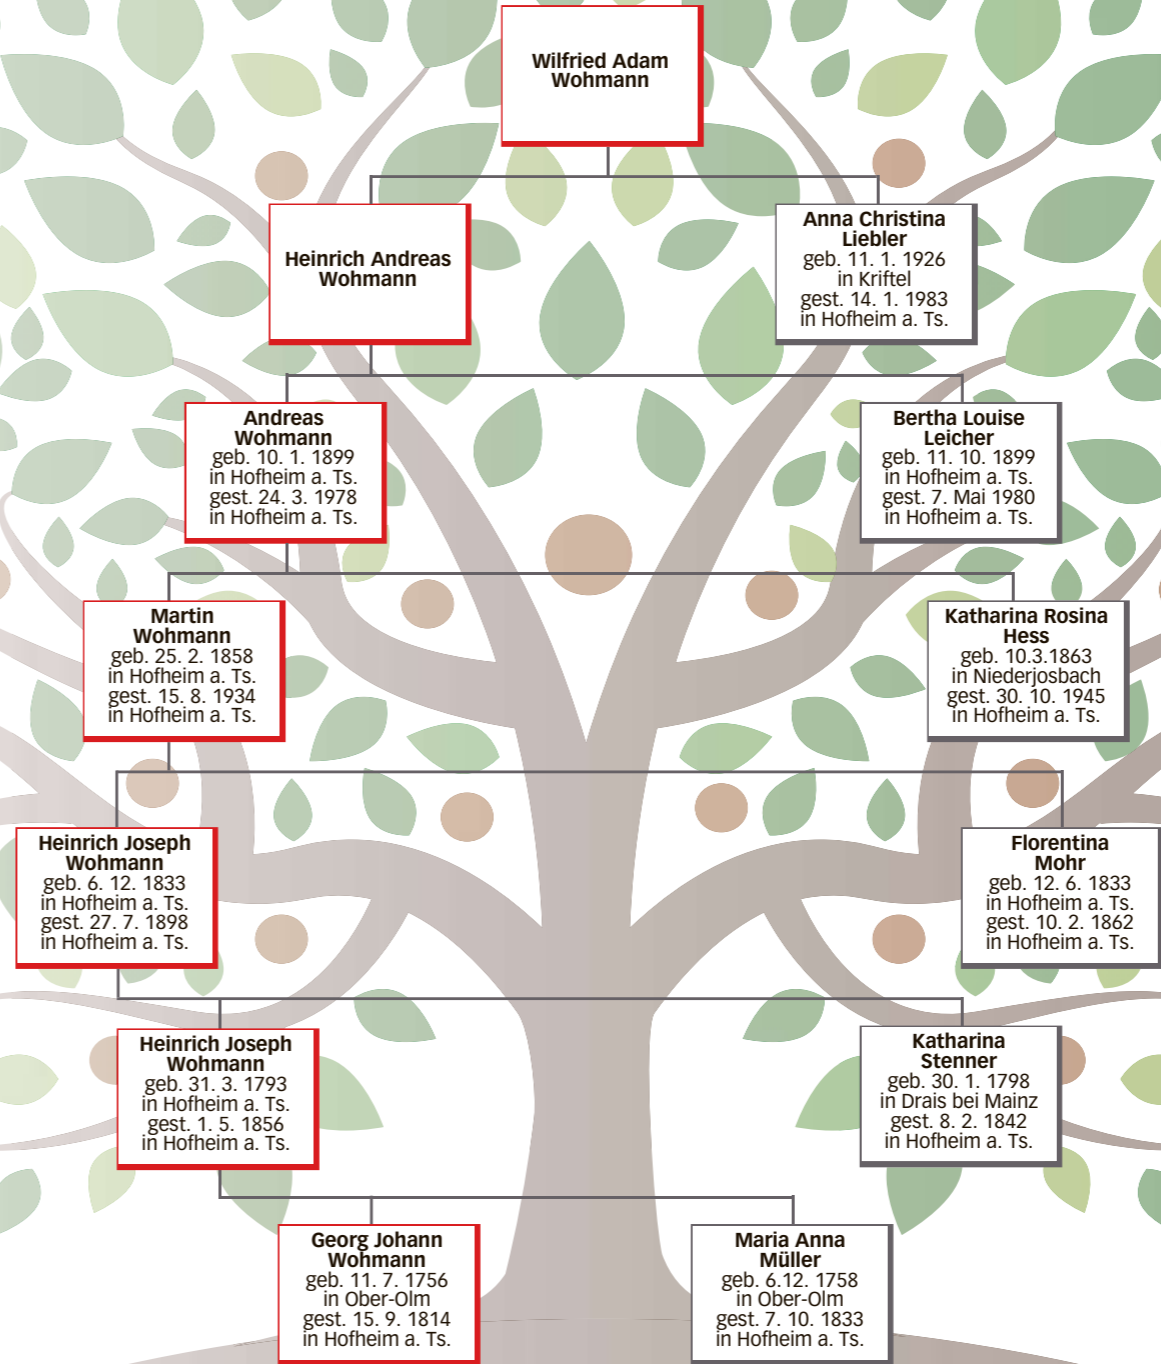 Wilfried Adam
Wohmann
Heinrich Andreas
Wohmann
Anna Christina
Liebler
geb. 11. 1. 1926
in Kriftel
gest. 14. 1. 1983
in Hofheim a. Ts.
Andreas
Wohmann
geb. 10. 1. 1899
in Hofheim a. Ts.
gest. 24. 3. 1978
in Hofheim a. Ts.
Bertha Louise
Leicher
geb. 11. 10. 1899
in Hofheim a. Ts.
gest. 7. Mai 1980
in Hofheim a. Ts.
Martin
Wohmann
geb. 25. 2. 1858
in Hofheim a. Ts.
gest. 15. 8. 1934
in Hofheim a. Ts.
Katharina Rosina
Hess
geb. 10.3.1863
in Niederjosbach
gest. 30. 10. 1945
in Hofheim a. Ts.
Heinrich Joseph
Wohmann
geb. 6. 12. 1833
in Hofheim a. Ts.
gest. 27. 7. 1898
in Hofheim a. Ts.
Florentina
Mohr
geb. 12. 6. 1833
in Hofheim a. Ts.
gest. 10. 2. 1862
in Hofheim a. Ts.
Heinrich Joseph
Wohmann
geb. 31. 3. 1793
in Hofheim a. Ts.
gest. 1. 5. 1856
in Hofheim a. Ts.
Katharina
Stenner
geb. 30. 1. 1798
in Drais bei Mainz
gest. 8. 2. 1842
in Hofheim a. Ts.
Georg Johann
Wohmann
geb. 11. 7. 1756
in Ober-Olm
gest. 15. 9. 1814
in Hofheim a. Ts.
Maria Anna
Müller
geb. 6.12. 1758
in Ober-Olm
gest. 7. 10. 1833
in Hofheim a. Ts.